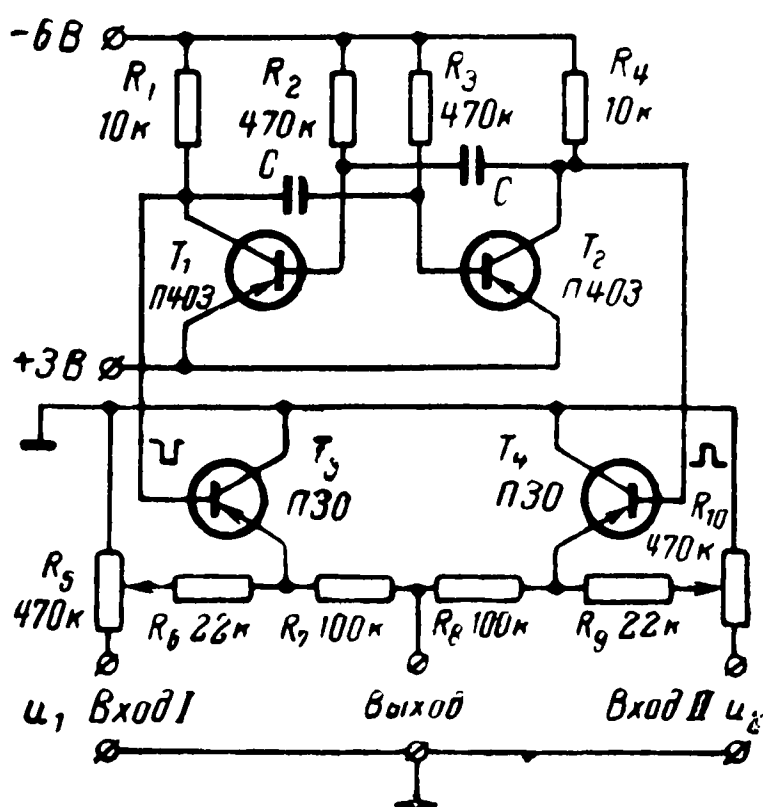 -6В
R₁ 10к
R₂ 470к
R₃ 470к
R₄ 10к
C
C
T₁ П403
T₂ П403
+3В
T₃ П30
T₄ П30
R₅ 470к
R₁₀ 470к
R₆ 22к
R₇ 100к
R₈ 100к
R₉ 22к
u₁ Вход I
Выход
Вход II u₂